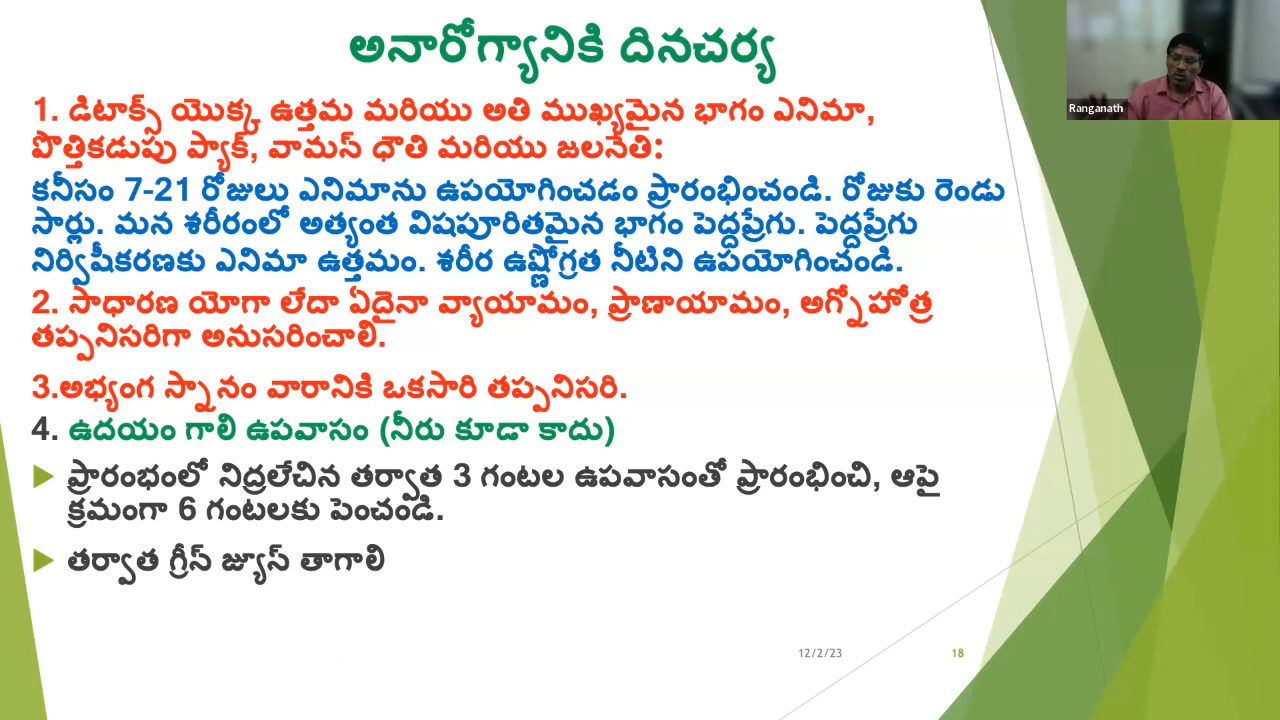 అనారోగ్యానికి దినచర్య
Ranganath
1. డిటాక్స్ యొక్క ఉత్తమ మరియు అతి ముఖ్యమైన భాగం ఎనిమా,
పొత్తికడుపు ప్యాక్, వామస్ ధౌతి మరియు జలనేతి:
కనీసం 7-21 రోజులు ఎనిమాను ఉపయోగించడం ప్రారంభించండి. రోజుకు రెండు
సార్లు. మన శరీరంలో అత్యంత విషపూరితమైన భాగం పెద్దప్రేగు. పెద్దప్రేగు
నిర్విషీకరణకు ఎనిమా ఉత్తమం. శరీర ఉష్ణోగ్రత నీటిని ఉపయోగించండి.
2. సాధారణ యోగా లేదా ఏదైనా వ్యాయామం, ప్రాణాయామం, అగ్నోహోత్ర
తప్పనిసరిగా అనుసరించాలి.
3.అభ్యంగ స్నానం వారానికి ఒకసారి తప్పనిసరి.
4. ఉదయం గాలి ఉపవాసం (నీరు కూడా కాదు)
ప్రారంభంలో నిద్రలేచిన తర్వాత 3 గంటల ఉపవాసంతో ప్రారంభించి, ఆపై
క్రమంగా 6 గంటలకు పెంచండి.
తర్వాత గ్రీస్ జ్యూస్ తాగాలి
12/2/23
18